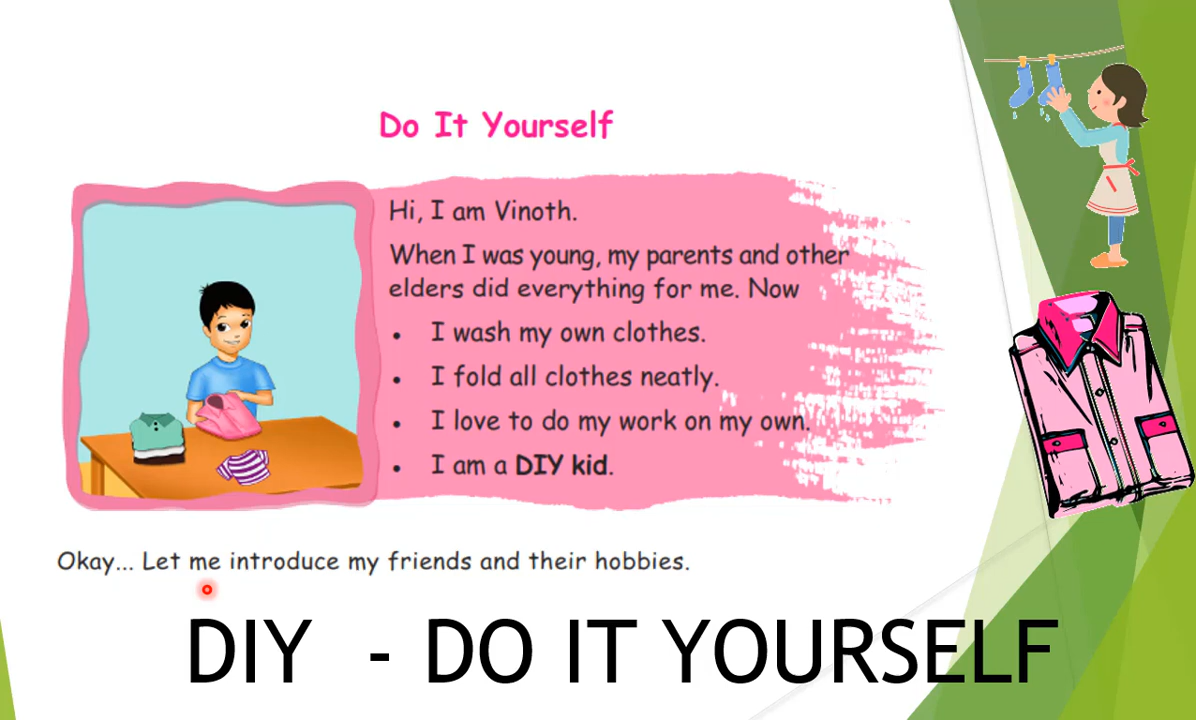 Do It Yourself
Hi, I am Vinoth.
When I was young, my parents and other
elders did everything for me. Now
• I wash my own clothes.
• I fold all clothes neatly.
• I love to do my work on my own.
• I am a DIY kid.
Okay... Let me introduce my friends and their hobbies.
DIY - DO IT YOURSELF